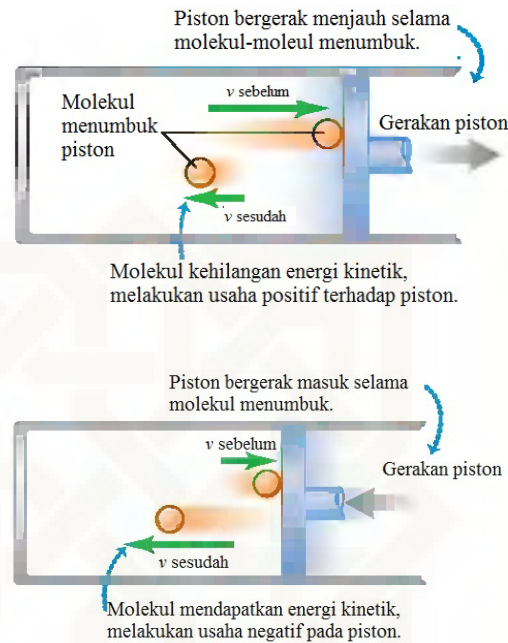 Piston bergerak menjauh selama
molekul-moleul menumbuk.
v sebelum
Molekul
menumbuk
piston
Gerakan piston
v sesudah
Molekul kehilangan energi kinetik,
melakukan usaha positif terhadap piston.
Piston bergerak masuk selama
molekul menumbuk.
v sebelum
Gerakan piston
v sesudah
Molekul mendapatkan energi kinetik,
melakukan usaha negatif pada piston.